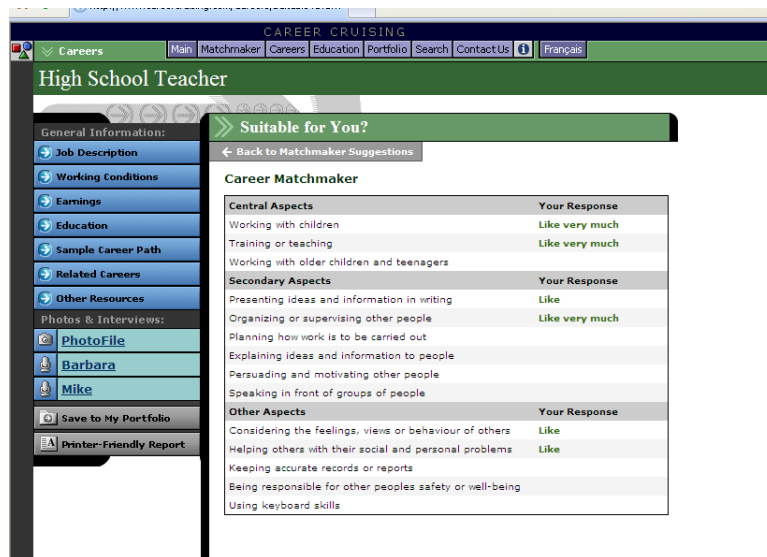 CAREER CRUISING
Careers
Main Matchmaker Careers Education Portfolio Search Contact Us i Français
High School Teacher
General Information:
Job Description
Working Conditions
Earnings
Education
Sample Career Path
Related Careers
Other Resources
Photos & Interviews:
PhotoFile
Barbara
Mike
Save to My Portfolio
Printer-Friendly Report
Suitable for You?
Back to Matchmaker Suggestions
Career Matchmaker
Central Aspects Your Response
Working with children Like very much
Training or teaching Like very much
Working with older children and teenagers
Secondary Aspects Your Response
Presenting ideas and information in writing Like
Organizing or supervising other people Like very much
Planning how work is to be carried out
Explaining ideas and information to people
Persuading and motivating other people
Speaking in front of groups of people
Other Aspects Your Response
Considering the feelings, views or behaviour of others Like
Helping others with their social and personal problems Like
Keeping accurate records or reports
Being responsible for other peoples safety or well-being
Using keyboard skills